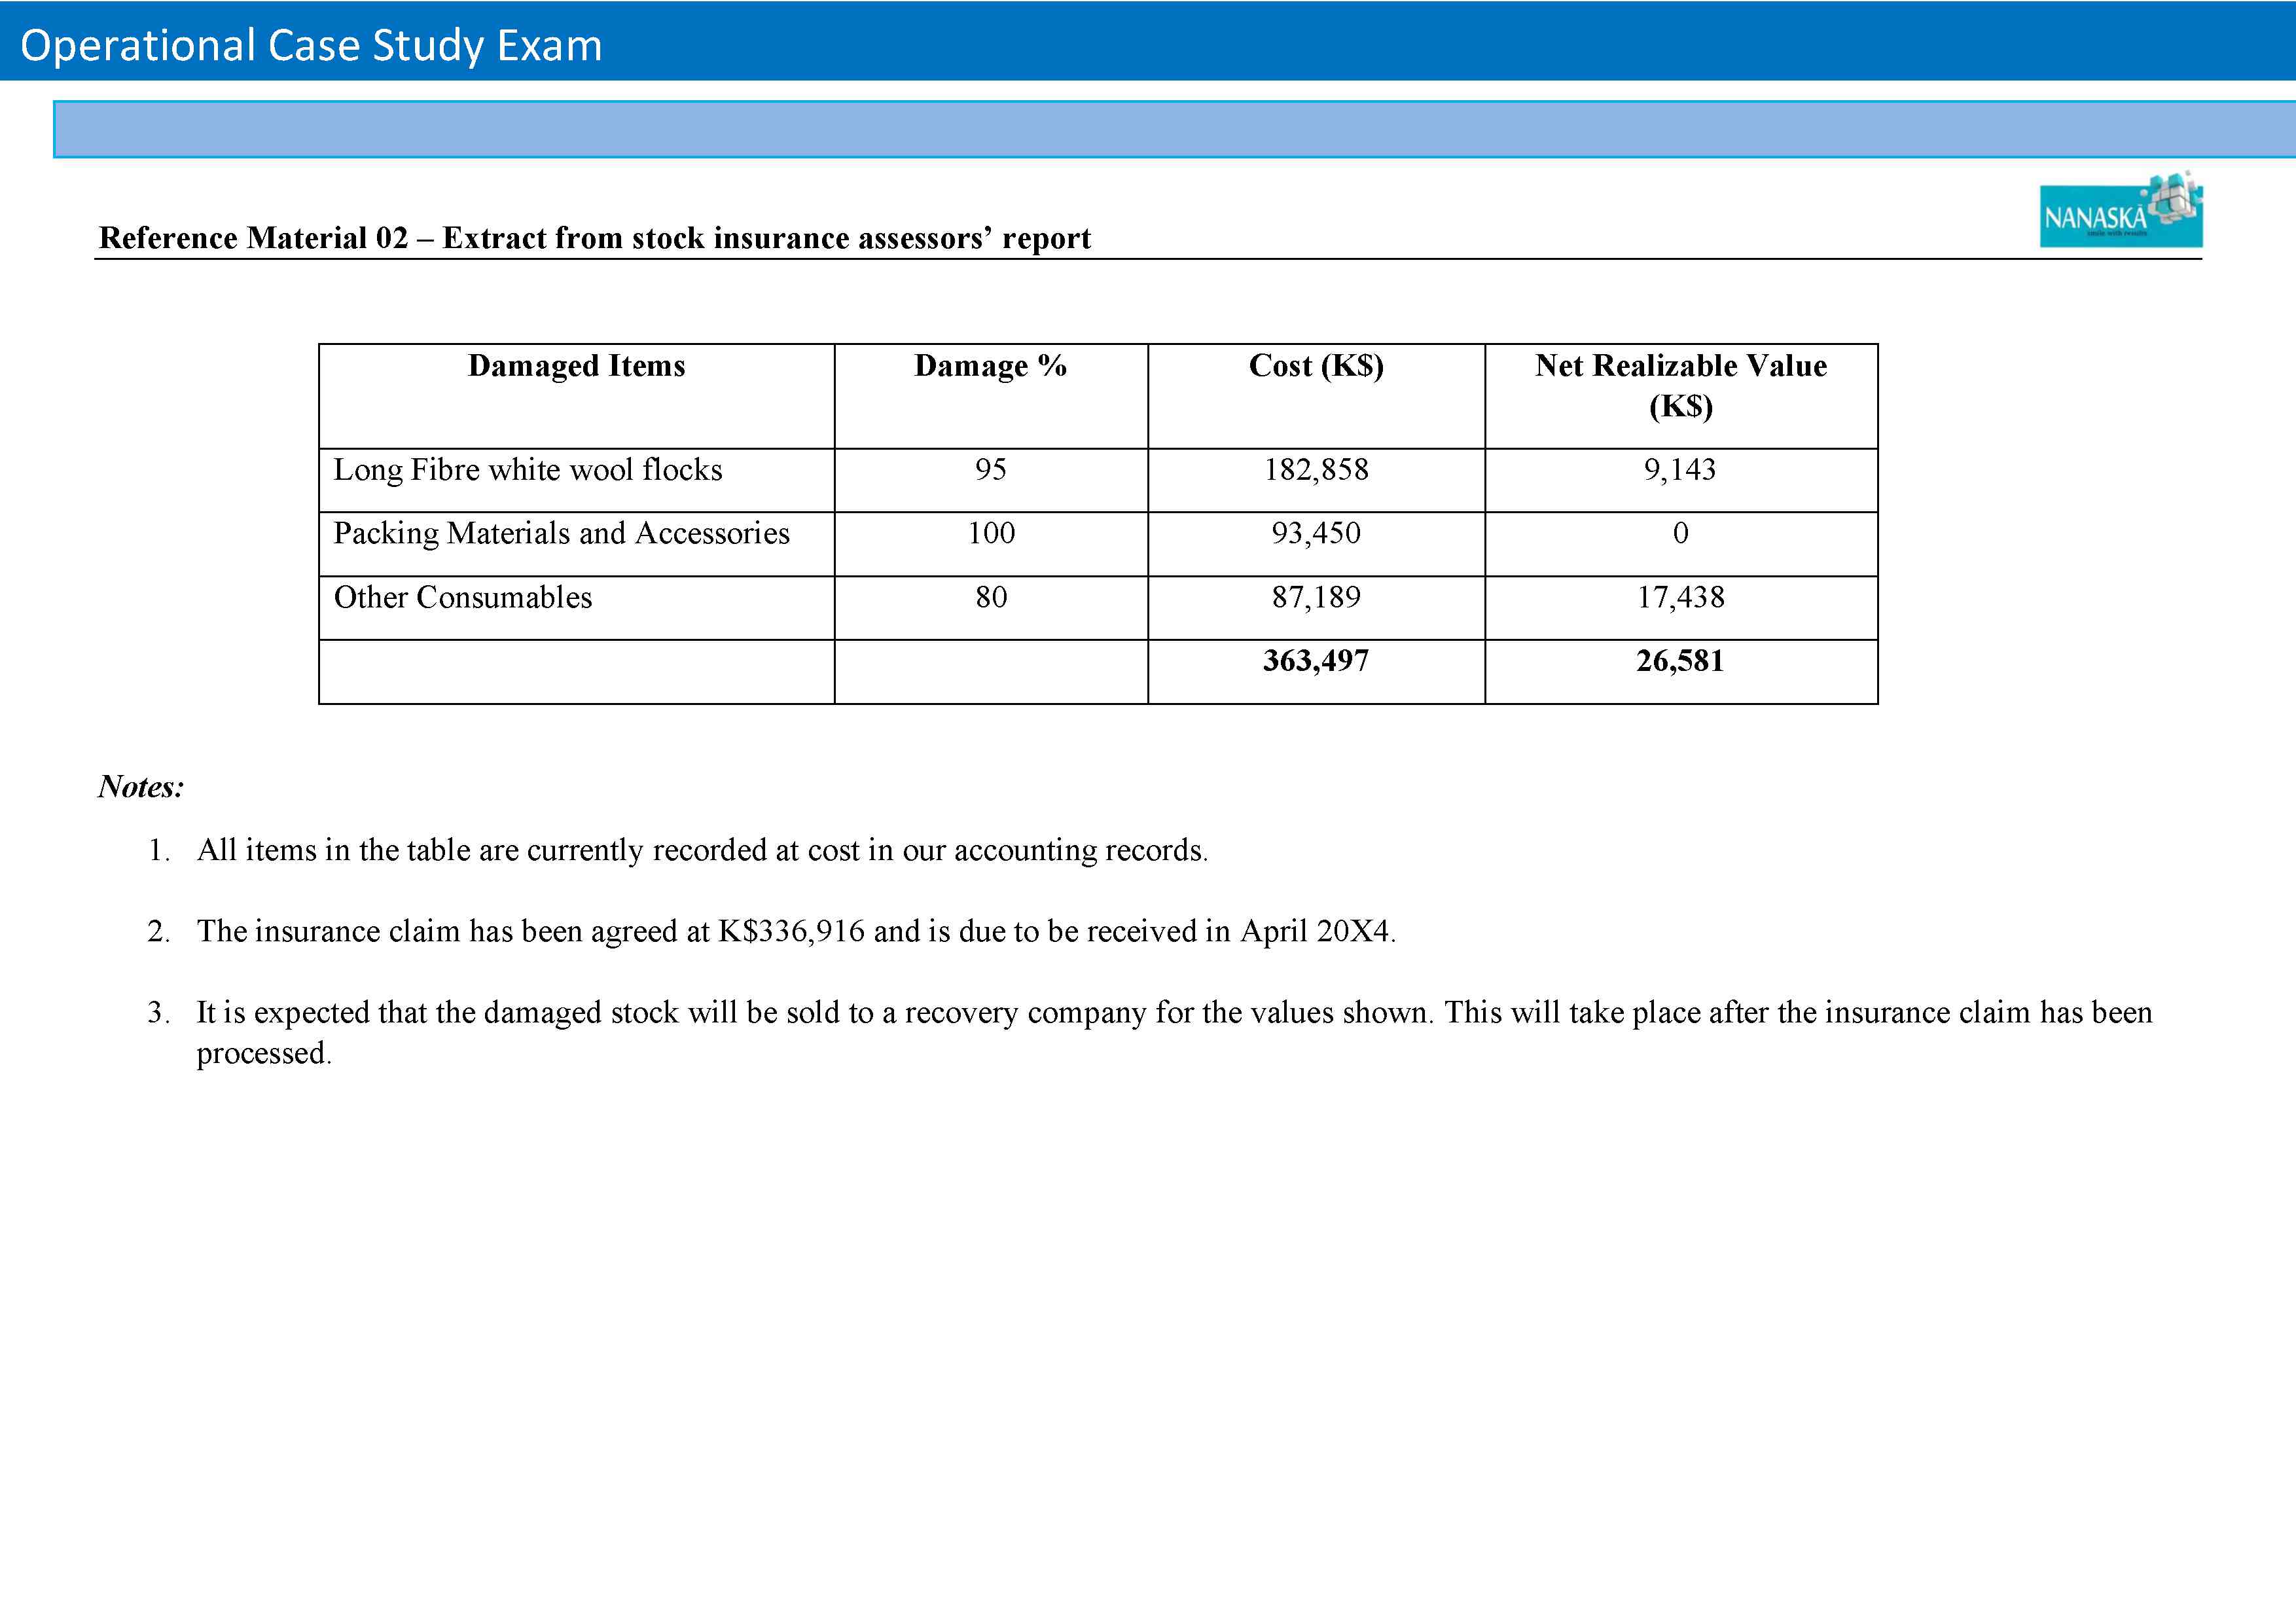 Operational Case Study Exam
NANASKA
smile with results
Reference Material 02 – Extract from stock insurance assessors’ report
Damaged Items Damage % Cost (K$) Net Realizable Value
(K$)
Long Fibre white wool flocks 95 182,858 9,143
Packing Materials and Accessories 100 93,450 0
Other Consumables 80 87,189 17,438
363,497 26,581
Notes:
1. All items in the table are currently recorded at cost in our accounting records.
2. The insurance claim has been agreed at K$336,916 and is due to be received in April 20X4.
3. It is expected that the damaged stock will be sold to a recovery company for the values shown. This will take place after the insurance claim has been
processed.